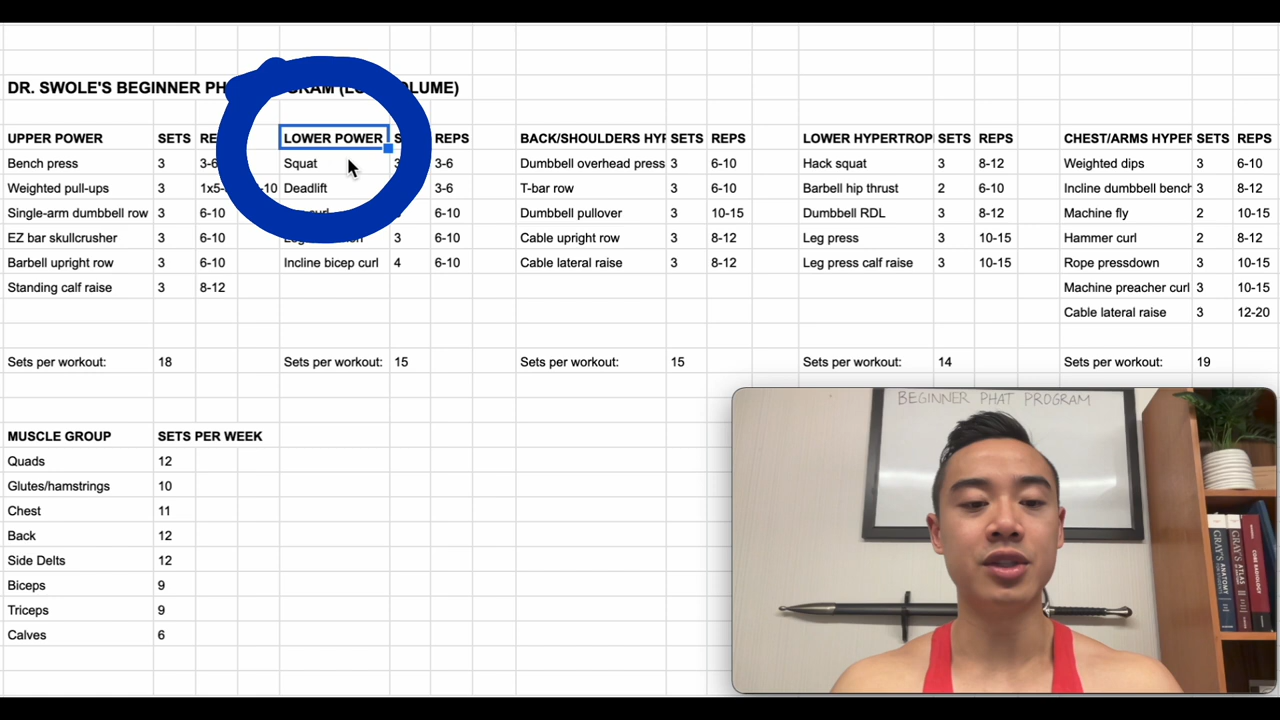 DR. SWOLE'S BEGINNER
UPPER POWER SETS LOWER POWER REPS BACK/SHOULDERS HYP SETS REPS LOWER HYPERTROP SETS REPS CHEST/ARMS HYPER SETS REPS
Bench press 3 3-6 Squat 3-6 Dumbbell overhead press 3 6-10 Hack squat 3 8-12 Weighted dips 3 6-10
Weighted pull-ups 3 Deadlift 3-6 T-bar row 3 6-10 Barbell hip thrust 2 6-10 Incline dumbbell bench 3 8-12
Single-arm dumbbell row 3 6-10 6-10 Dumbbell pullover 3 10-15 Dumbbell RDL 3 8-12 Machine fly 2 10-15
EZ bar skullcrusher 3 6-10 3 6-10 Cable upright row 3 8-12 Leg press 3 10-15 Hammer curl 2 8-12
Barbell upright row 3 6-10 Incline bicep curl 4 6-10 Cable lateral raise 3 8-12 Leg press calf raise 3 10-15 Rope pressdown 3 10-15
Standing calf raise 3 8-12 Machine preacher curl 3 10-15
Cable lateral raise 3 12-20
Sets per workout: 18 Sets per workout: 15 Sets per workout: 15 Sets per workout: 14 Sets per workout: 19
MUSCLE GROUP SETS PER WEEK
Quads 12
Glutes/hamstrings 10
Chest 11
Back 12
Side Delts 12
Biceps 9
Triceps 9
Calves 6
BEGINNER PHAT PROGRAM
GRAY'S ANATOMY
GRAY'S ATLAS
CORE RADIOLOGY